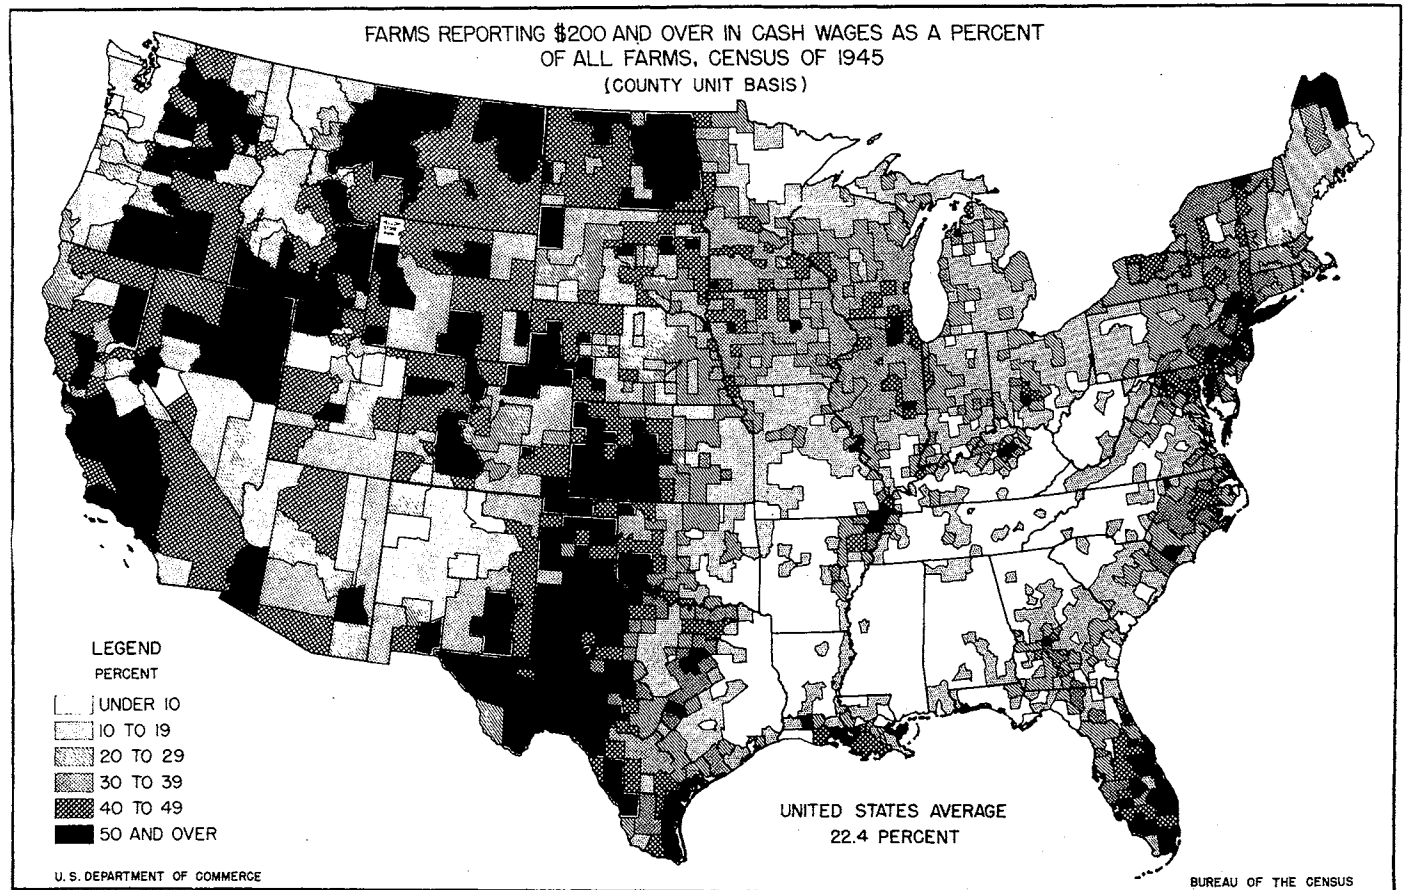 FARMS REPORTING $200 AND OVER IN CASH WAGES AS A PERCENT
OF ALL FARMS, CENSUS OF 1945
(COUNTY UNIT BASIS)
LEGEND
PERCENT
UNDER 10
10 TO 19
20 TO 29
30 TO 39
40 TO 49
50 AND OVER
UNITED STATES AVERAGE
22.4 PERCENT
U. S. DEPARTMENT OF COMMERCE
BUREAU OF THE CENSUS